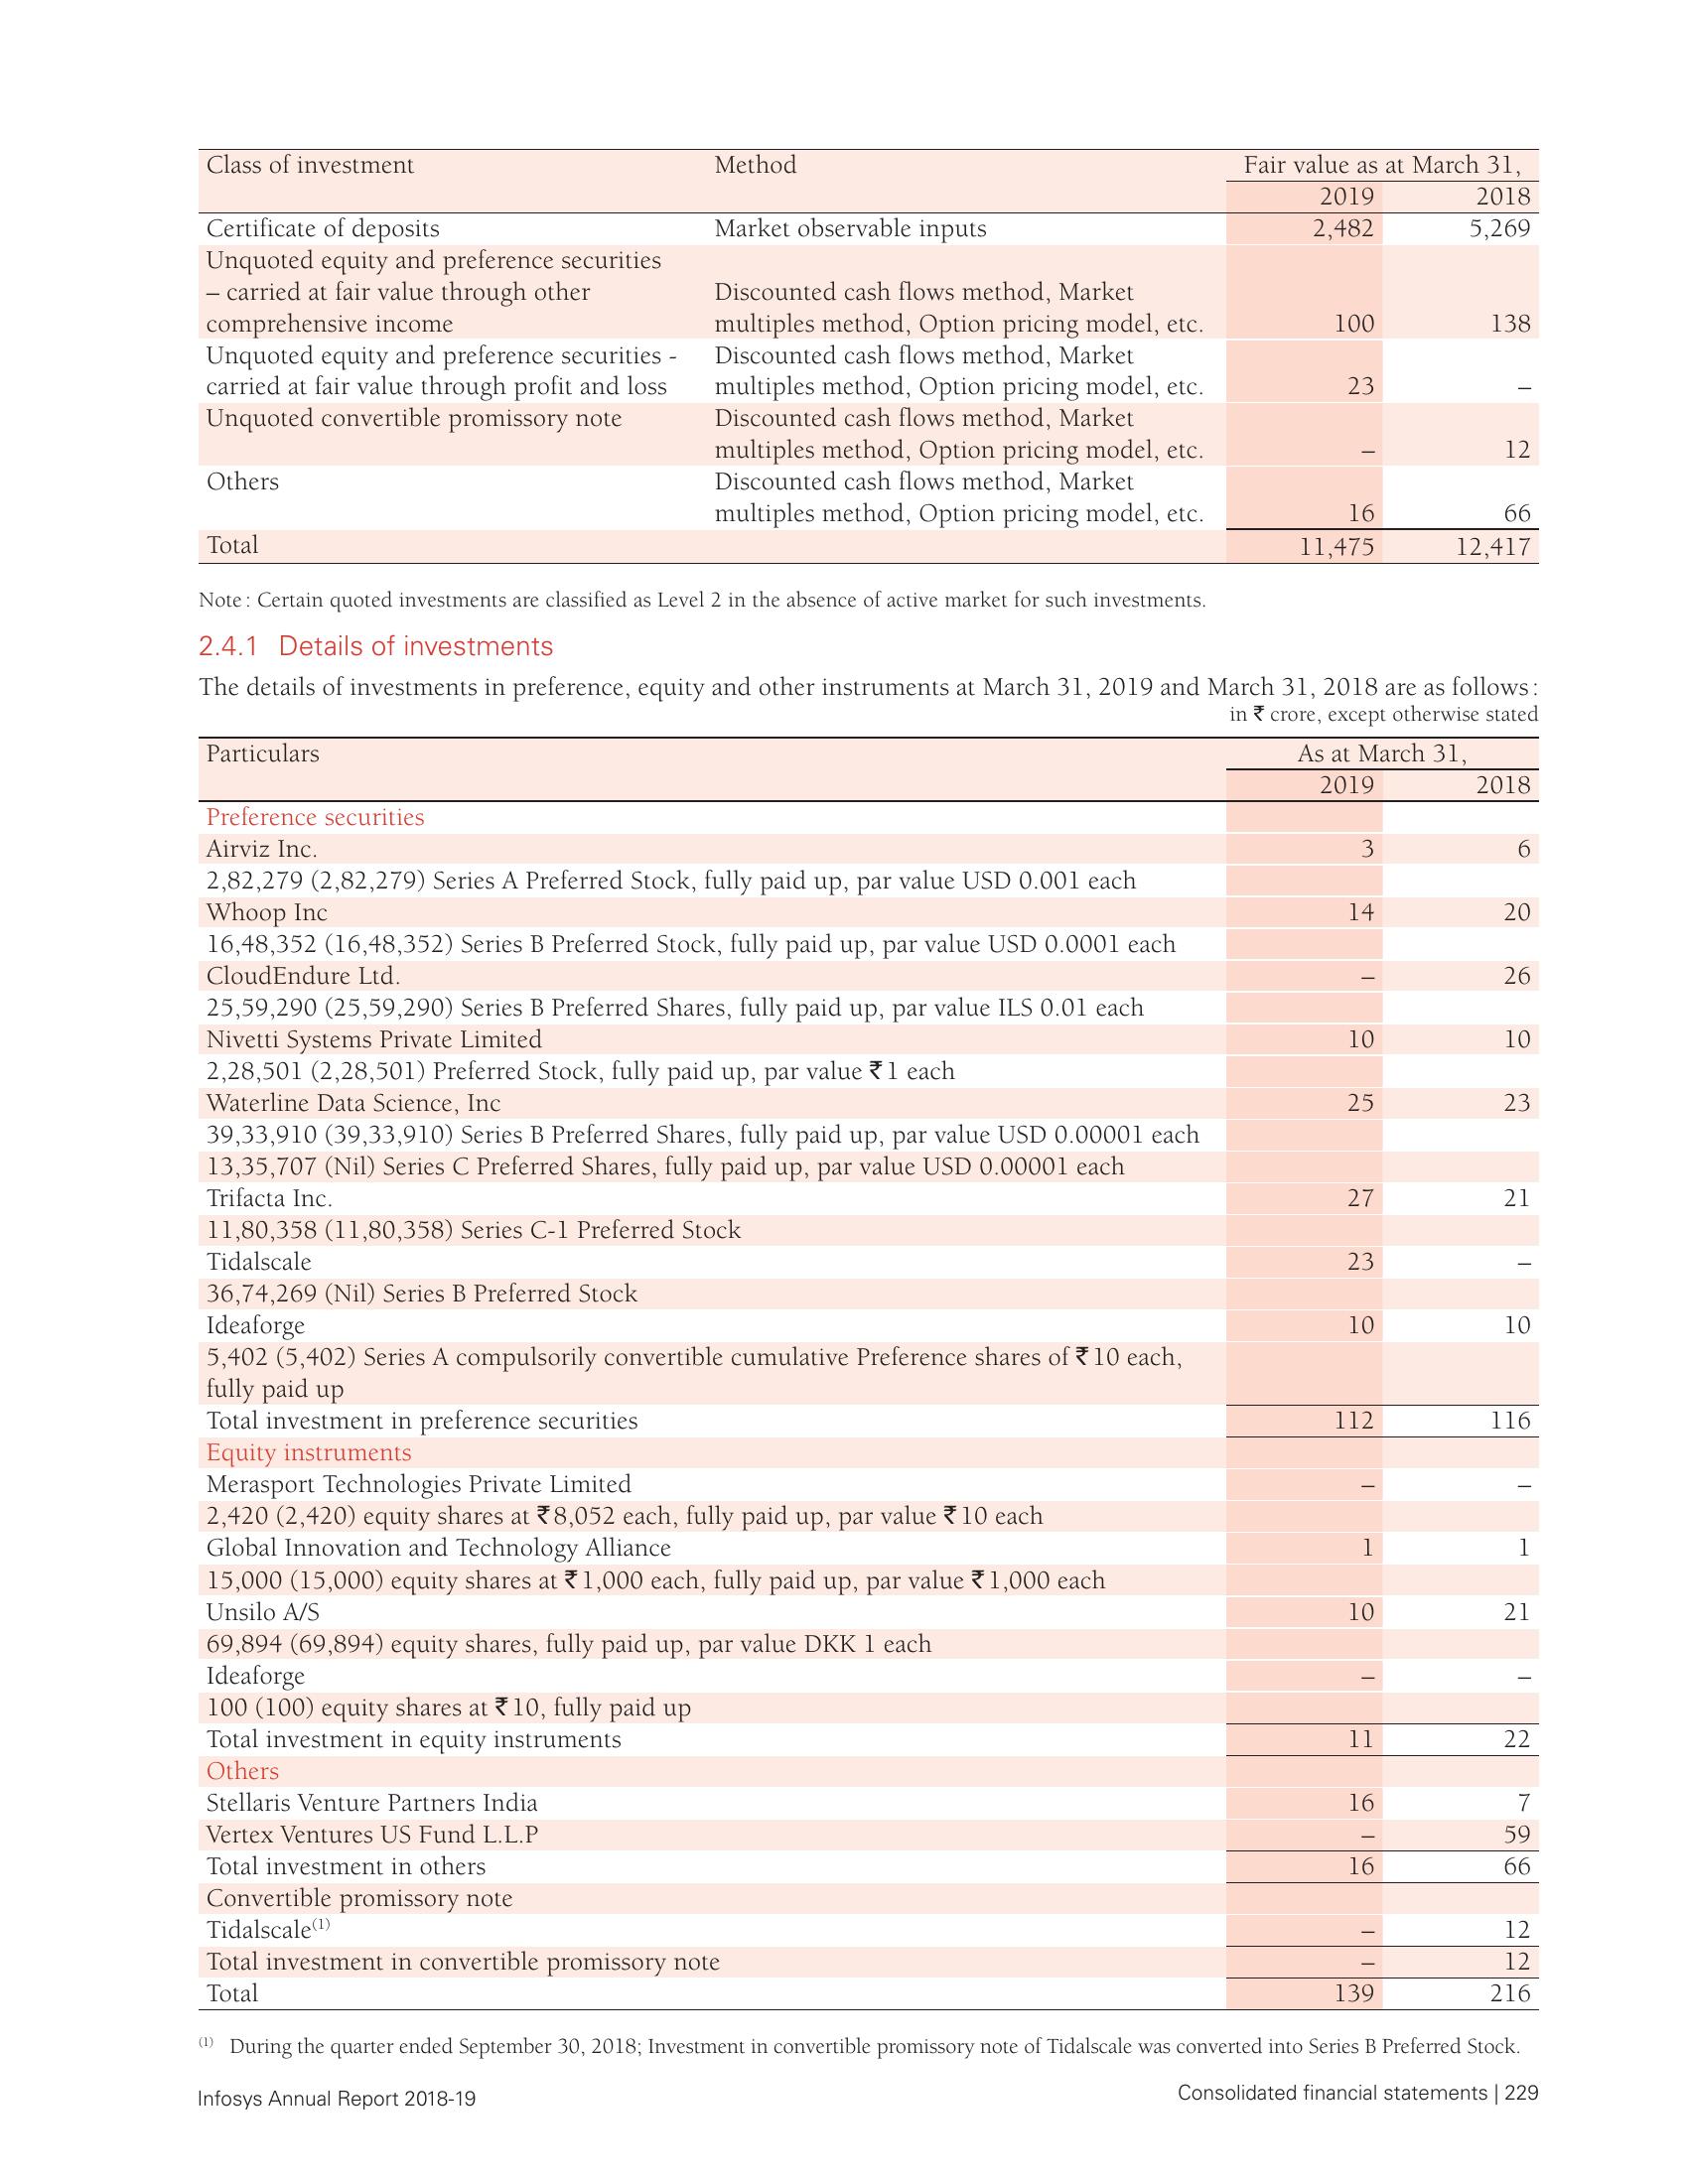 Class of investment Method Fair value as at March 31,
2019 2018
Certificate of deposits Market observable inputs 2,482 5,269
Unquoted equity and preference securities
– carried at fair value through other Discounted cash flows method, Market
comprehensive income multiples method, Option pricing model, etc. 100 138
Unquoted equity and preference securities - Discounted cash flows method, Market
carried at fair value through profit and loss multiples method, Option pricing model, etc. 23 –
Unquoted convertible promissory note Discounted cash flows method, Market
multiples method, Option pricing model, etc. – 12
Others Discounted cash flows method, Market
multiples method, Option pricing model, etc. 16 66
Total 11,475 12,417
Note : Certain quoted investments are classified as Level 2 in the absence of active market for such investments.
2.4.1 Details of investments
The details of investments in preference, equity and other instruments at March 31, 2019 and March 31, 2018 are as follows :
in ₹ crore, except otherwise stated
Particulars As at March 31,
2019 2018
Preference securities
Airviz Inc. 3 6
2,82,279 (2,82,279) Series A Preferred Stock, fully paid up, par value USD 0.001 each
Whoop Inc 14 20
16,48,352 (16,48,352) Series B Preferred Stock, fully paid up, par value USD 0.0001 each
CloudEndure Ltd. – 26
25,59,290 (25,59,290) Series B Preferred Shares, fully paid up, par value ILS 0.01 each
Nivetti Systems Private Limited 10 10
2,28,501 (2,28,501) Preferred Stock, fully paid up, par value ₹ 1 each
Waterline Data Science, Inc 25 23
39,33,910 (39,33,910) Series B Preferred Shares, fully paid up, par value USD 0.00001 each
13,35,707 (Nil) Series C Preferred Shares, fully paid up, par value USD 0.00001 each
Trifacta Inc. 27 21
11,80,358 (11,80,358) Series C-1 Preferred Stock
Tidalscale 23 –
36,74,269 (Nil) Series B Preferred Stock
Ideaforge 10 10
5,402 (5,402) Series A compulsorily convertible cumulative Preference shares of ₹ 10 each,
fully paid up
Total investment in preference securities 112 116
Equity instruments
Merasport Technologies Private Limited – –
2,420 (2,420) equity shares at ₹ 8,052 each, fully paid up, par value ₹ 10 each
Global Innovation and Technology Alliance 1 1
15,000 (15,000) equity shares at ₹ 1,000 each, fully paid up, par value ₹ 1,000 each
Unsilo A/S 10 21
69,894 (69,894) equity shares, fully paid up, par value DKK 1 each
Ideaforge – –
100 (100) equity shares at ₹ 10, fully paid up
Total investment in equity instruments 11 22
Others
Stellaris Venture Partners India 16 7
Vertex Ventures US Fund L.L.P – 59
Total investment in others 16 66
Convertible promissory note
Tidalscale(1) – 12
Total investment in convertible promissory note – 12
Total 139 216
(1) During the quarter ended September 30, 2018; Investment in convertible promissory note of Tidalscale was converted into Series B Preferred Stock.
Infosys Annual Report 2018-19 Consolidated financial statements | 229